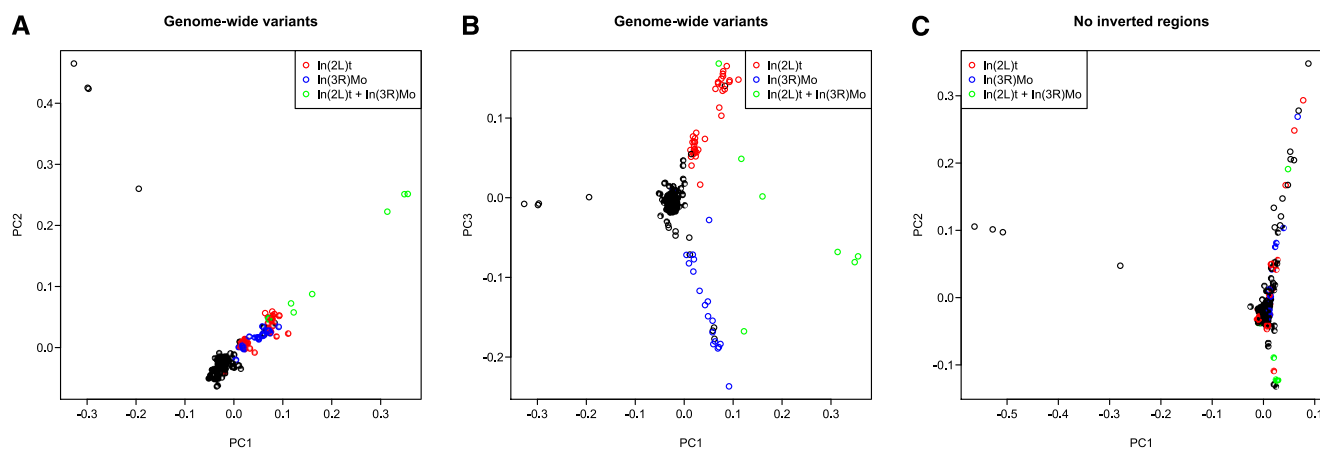 A
Genome-wide variants
In(2L)t
In(3R)Mo
In(2L)t + In(3R)Mo
PC2
0.4
0.3
0.2
0.1
0.0
-0.3 -0.2 -0.1 0.0 0.1 0.2 0.3
PC1
B
Genome-wide variants
In(2L)t
In(3R)Mo
In(2L)t + In(3R)Mo
PC3
0.1
0.0
-0.1
-0.2
-0.3 -0.2 -0.1 0.0 0.1 0.2 0.3
PC1
C
No inverted regions
In(2L)t
In(3R)Mo
In(2L)t + In(3R)Mo
PC2
0.3
0.2
0.1
0.0
-0.1
-0.5 -0.4 -0.3 -0.2 -0.1 0.0 0.1
PC1